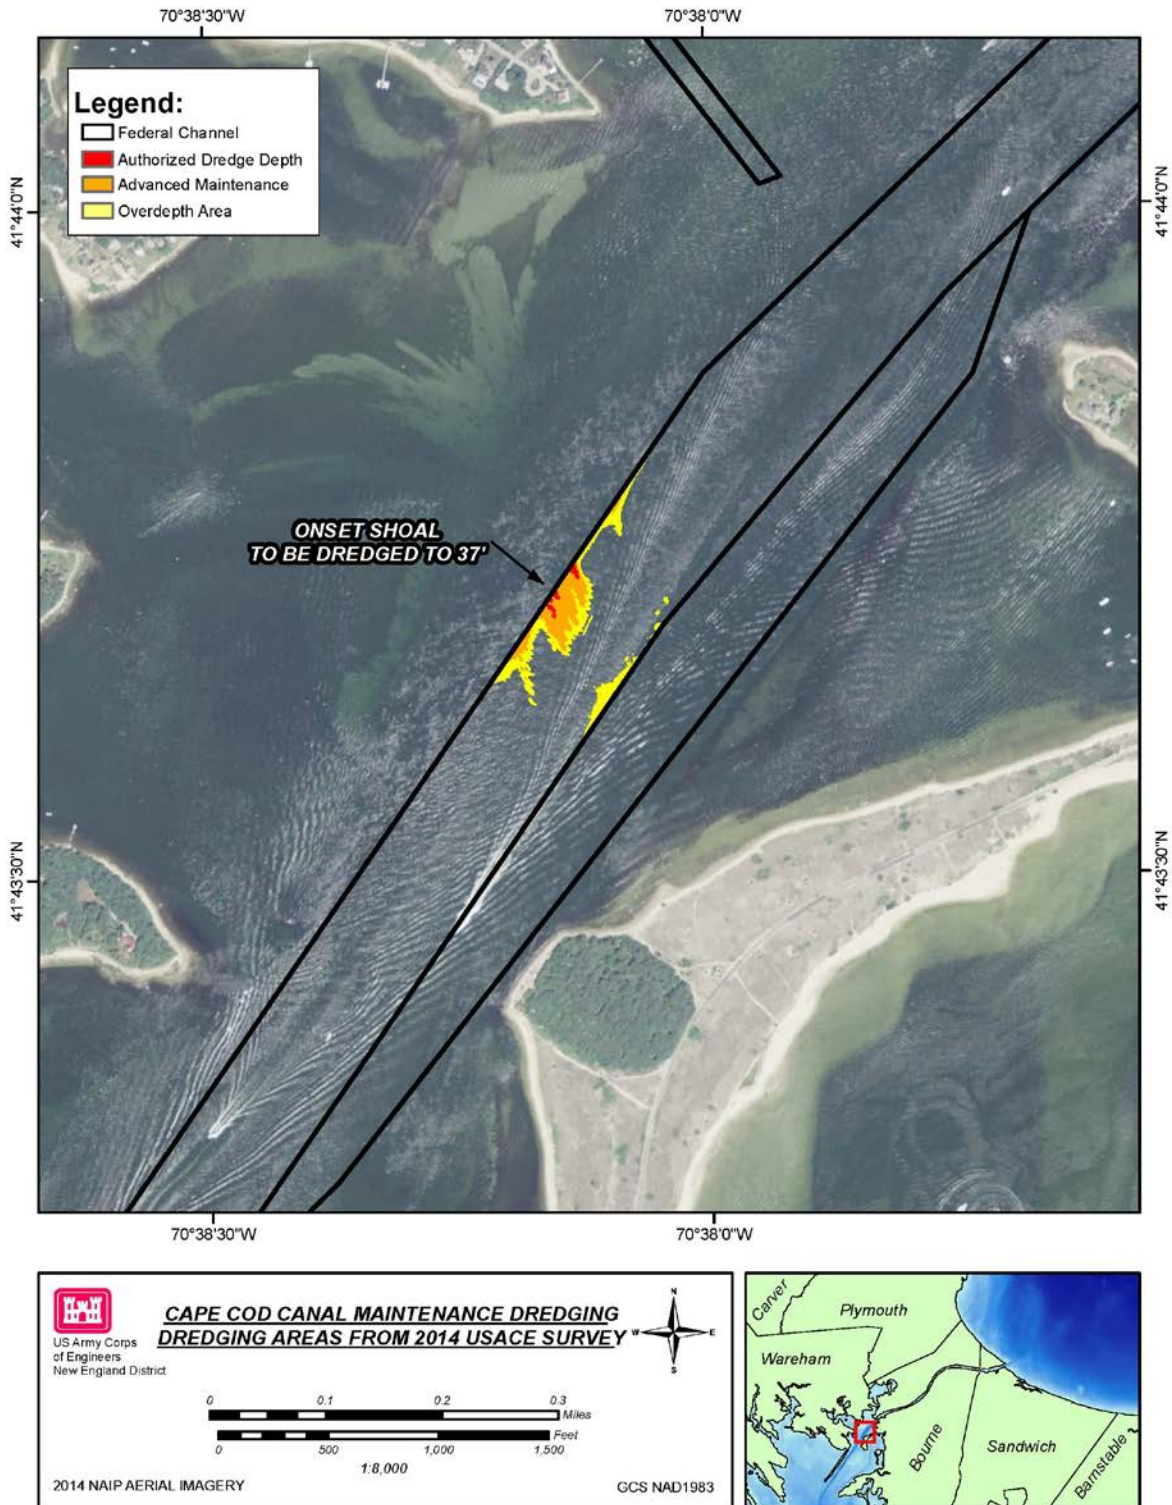 70°38'30"W
70°38'0"W
Legend:
Federal Channel
Authorized Dredge Depth
Advanced Maintenance
Overdepth Area
41°44'0"N
41°44'0"N
ONSET SHOAL
TO BE DREDGED TO 37'
41°43'30"N
41°43'30"N
70°38'30"W
70°38'0"W
US Army Corps
of Engineers
New England District
CAPE COD CANAL MAINTENANCE DREDGING
DREDGING AREAS FROM 2014 USACE SURVEY
N
W
E
S
0 0.1 0.2 0.3
Miles
Feet
0 500 1,000 1,500
1:8,000
2014 NAIP AERIAL IMAGERY
GCS NAD1983
Carver
Plymouth
Wareham
Bourne
Sandwich
Barnstable